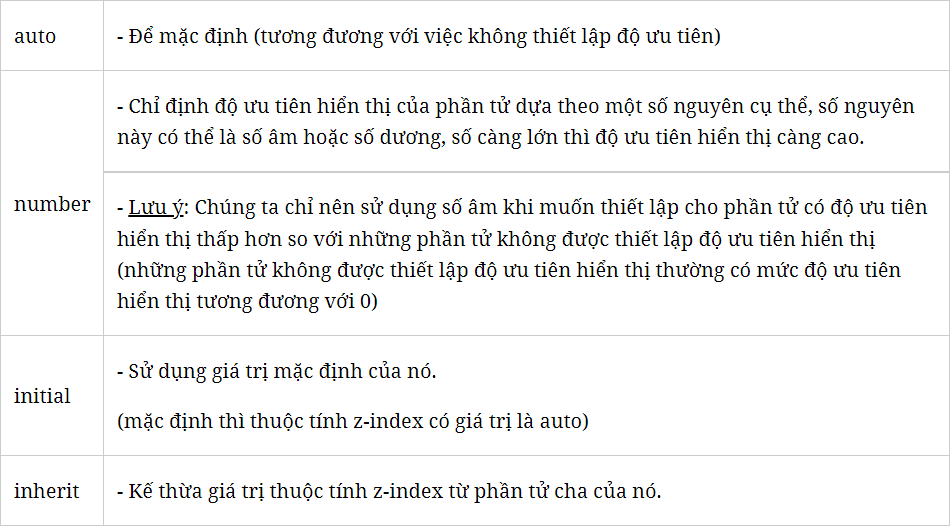 auto
- Để mặc định (tương đương với việc không thiết lập độ ưu tiên)
number
- Chỉ định độ ưu tiên hiển thị của phần tử dựa theo một số nguyên cụ thể, số nguyên
này có thể là số âm hoặc số dương, số càng lớn thì độ ưu tiên hiển thị càng cao.
- Lưu ý: Chúng ta chỉ nên sử dụng số âm khi muốn thiết lập cho phần tử có độ ưu tiên
hiển thị thấp hơn so với những phần tử không được thiết lập độ ưu tiên hiển thị
(những phần tử không được thiết lập độ ưu tiên hiển thị thường có mức độ ưu tiên
hiển thị tương đương với 0)
initial
- Sử dụng giá trị mặc định của nó.
(mặc định thì thuộc tính z-index có giá trị là auto)
inherit
- Kế thừa giá trị thuộc tính z-index từ phần tử cha của nó.